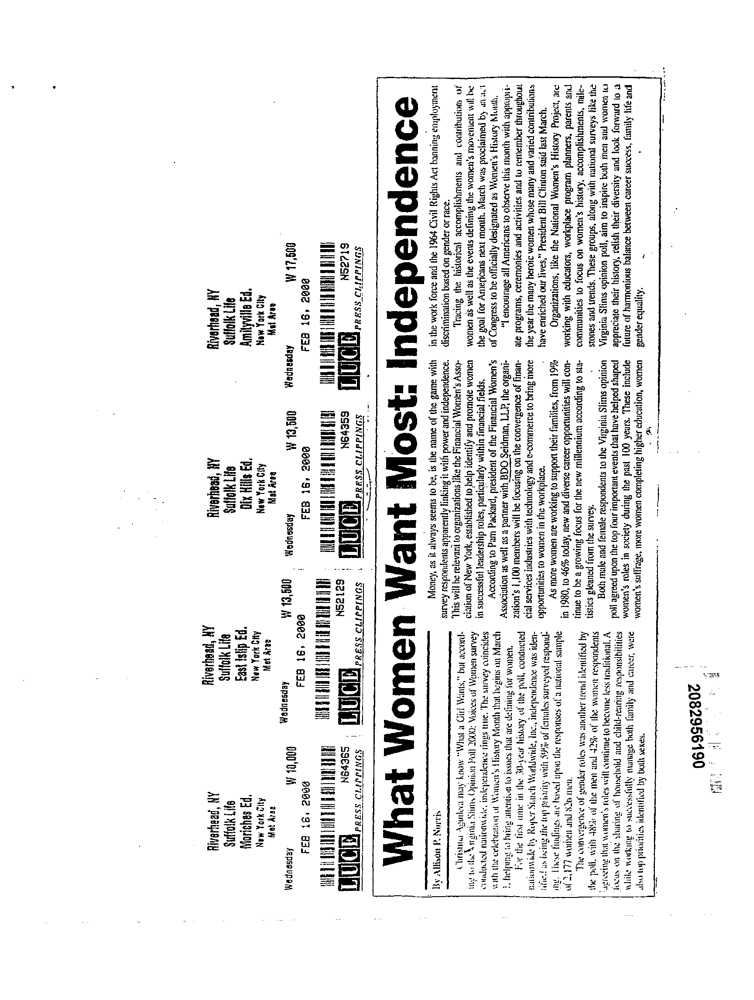 Riverhead, NY
Suffolk Life
Moriches Ed.
New York City
Met Area
Wednesday W 10,000
FEB 16, 2000
N64365
LUCE PRESS CLIPPINGS
Riverhead, NY
Suffolk Life
East Islip Ed.
New York City
Met Area
Wednesday W 13,500
FEB 16, 2000
N52129
LUCE PRESS CLIPPINGS
Riverhead, NY
Suffolk Life
Dix Hills Ed.
New York City
Met Area
Wednesday W 13,500
FEB 16, 2000
N64359
LUCE PRESS CLIPPINGS
Riverhead, NY
Suffolk Life
Amityville Ed.
New York City
Met Area
Wednesday W 17,500
FEB 16, 2000
N52719
LUCE PRESS CLIPPINGS
What Women Want Most: Independence
By Allison P. Norris
Christina Aguilera may know "What a Girl Wants," but accord-
ing to the Virginia Slims Opinion Poll 2000: Voices of Women survey
conducted nationwide, independence rings true. The survey coincides
with the celebration of Women's History Month that begins on March
1, helping to bring attention to issues that are defining for women.
For the first time in the 30-year history of the poll, conducted
nationwide by Roper Starch Worldwide, Inc., independence was iden-
tified as being the top priority with 59% of females surveyed respond-
ing. These findings are based upon the responses of a national sample
of 2,177 women and men.
The convergence of gender roles was another trend identified by
the poll, with 48% of the men and 42% of the women respondents
agreeing that women's roles will continue to become less traditional. A
focus on the sharing of household and child-rearing responsibilities
while working to successfully manage both family and career, were
also top priorities identified by both sexes.
Money, as it always seems to be, is the name of the game with
survey respondents apparently linking it with power and independence.
This will be relevant to organizations like the Financial Women's Asso-
ciation of New York, established to help identify and promote women
in successful leadership roles, particularly within financial fields.
According to Pam Packard, president of the Financial Women's
Association as well as a partner with BDO Seidman, LLP, the organi-
zation's 1,100 members will be focusing on the convergence of finan-
cial services industries with technology and e-commerce to bring more
opportunities to women in the workplace.
As more women are working to support their families, from 19%
in 1980, to 46% today, new and diverse career opportunities will con-
tinue to be a growing focus for the new millennium according to sta-
tistics gleaned from the survey.
Both male and female respondents to the Virginia Slims opinion
poll agreed upon the top four important events that have helped shaped
women's roles in society during the past 100 years. These include
women's suffrage, more women completing higher education, women
in the work force and the 1964 Civil Rights Act banning employment
discrimination based on gender or race.
Tracing the historical accomplishments and contributions of
women as well as the events defining the women's movement will be
the goal for Americans next month. March was proclaimed by an act
of Congress to be officially designated as Women's History Month.
"I encourage all Americans to observe this month with appropri-
ate programs, ceremonies and activities and to remember throughout
the year the many heroic women whose many and varied contributions
have enriched our lives," President Bill Clinton said last March.
Organizations, like the National Women's History Project, are
working with educators, workplace program planners, parents and
communities to focus on women's history, accomplishments, mile-
stones and trends. These groups, along with national surveys like the
Virginia Slims opinion poll, aim to inspire both men and women to
appreciate their history, relish their diversity and look forward to a
future of harmonious balance between career success, family life and
gender equality.
2082956190